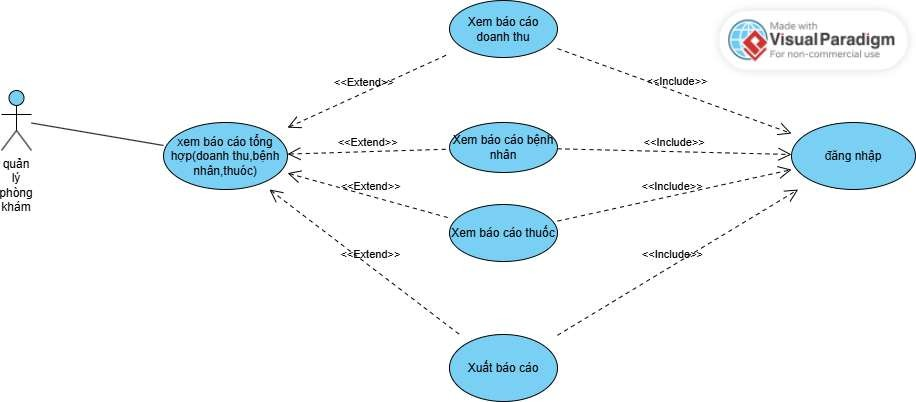 Xem báo cáo
doanh thu
Made with
Visual Paradigm
For non-commercial use
<<Extend>>
<<Include>>
quản
lý
phòng
khám
xem báo cáo tổng
hợp(doanh thu,bệnh
nhân,thuốc)
<<Extend>>
Xem báo cáo bệnh
nhân
<<Include>>
đăng nhập
<<Extend>>
<<Include>>
Xem báo cáo thuốc
<<Extend>>
<<Include>>
Xuất báo cáo